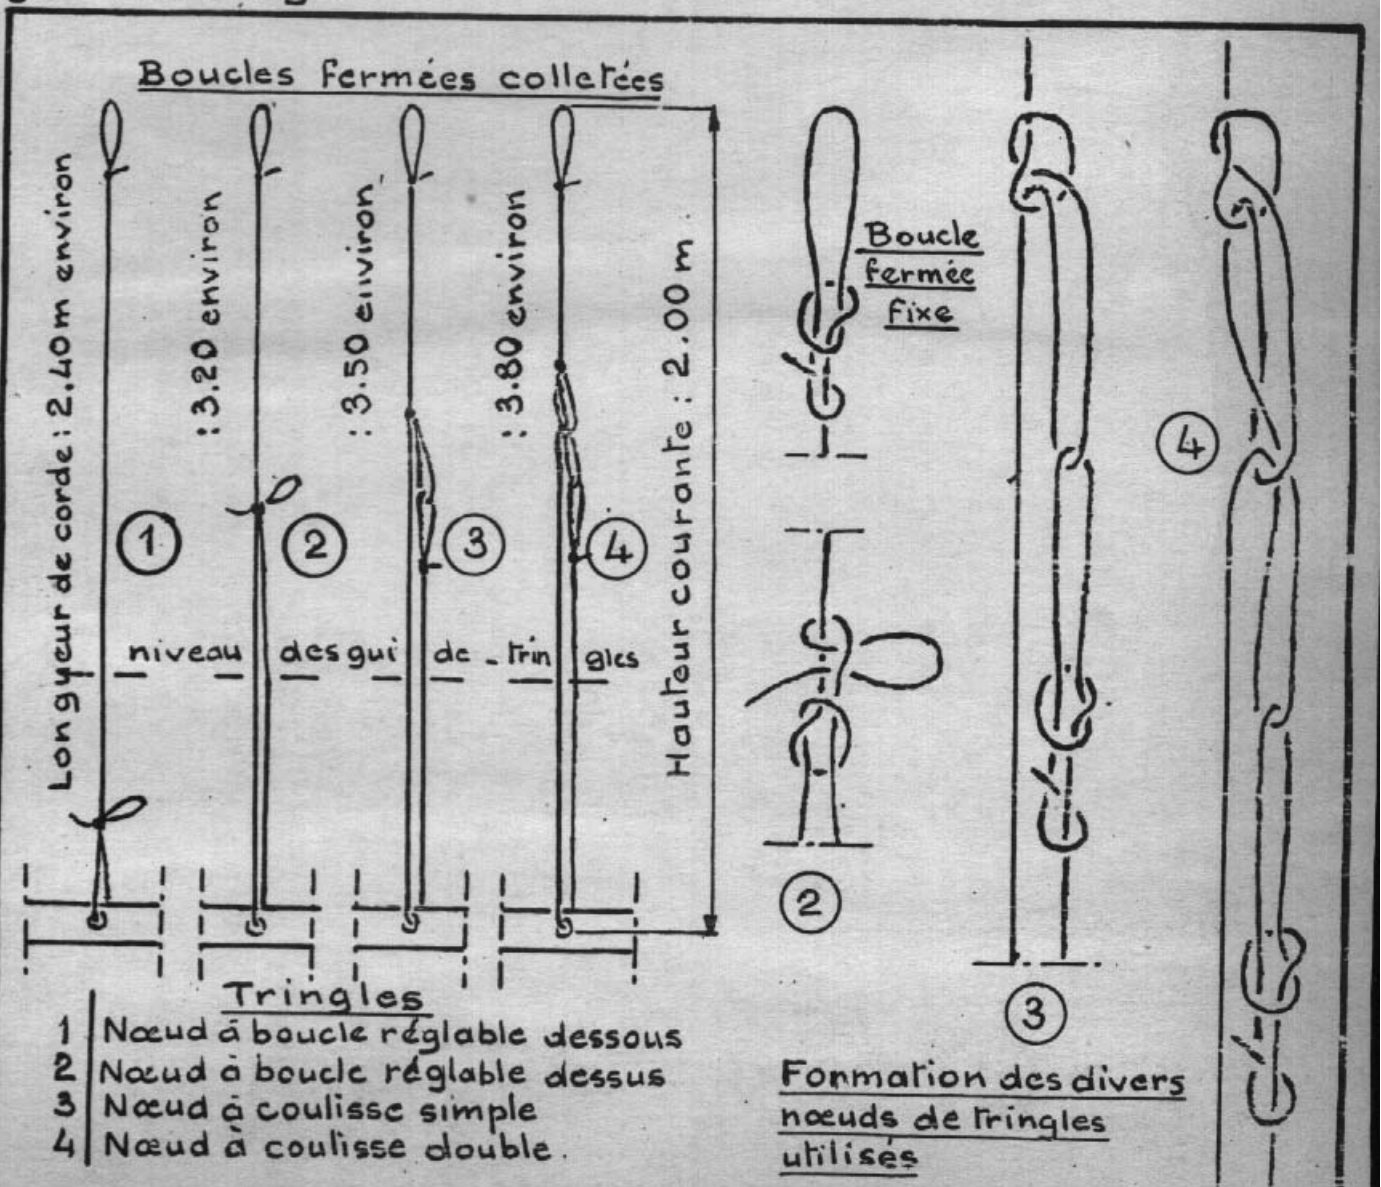 Boucles fermées colletées
Longueur de corde : 2.40m environ
: 3.20 environ
: 3.50 environ
: 3.80 environ
Hauteur courante : 2.00 m
1
2
3
4
niveau des gui de - trin gles
Boucle
fermée
fixe
2
3
4
Tringles
1 Nœud à boucle réglable dessous
2 Nœud à boucle réglable dessus
3 Nœud à coulisse simple
4 Nœud à coulisse double.
Formation des divers
nœuds de tringles
utilisés